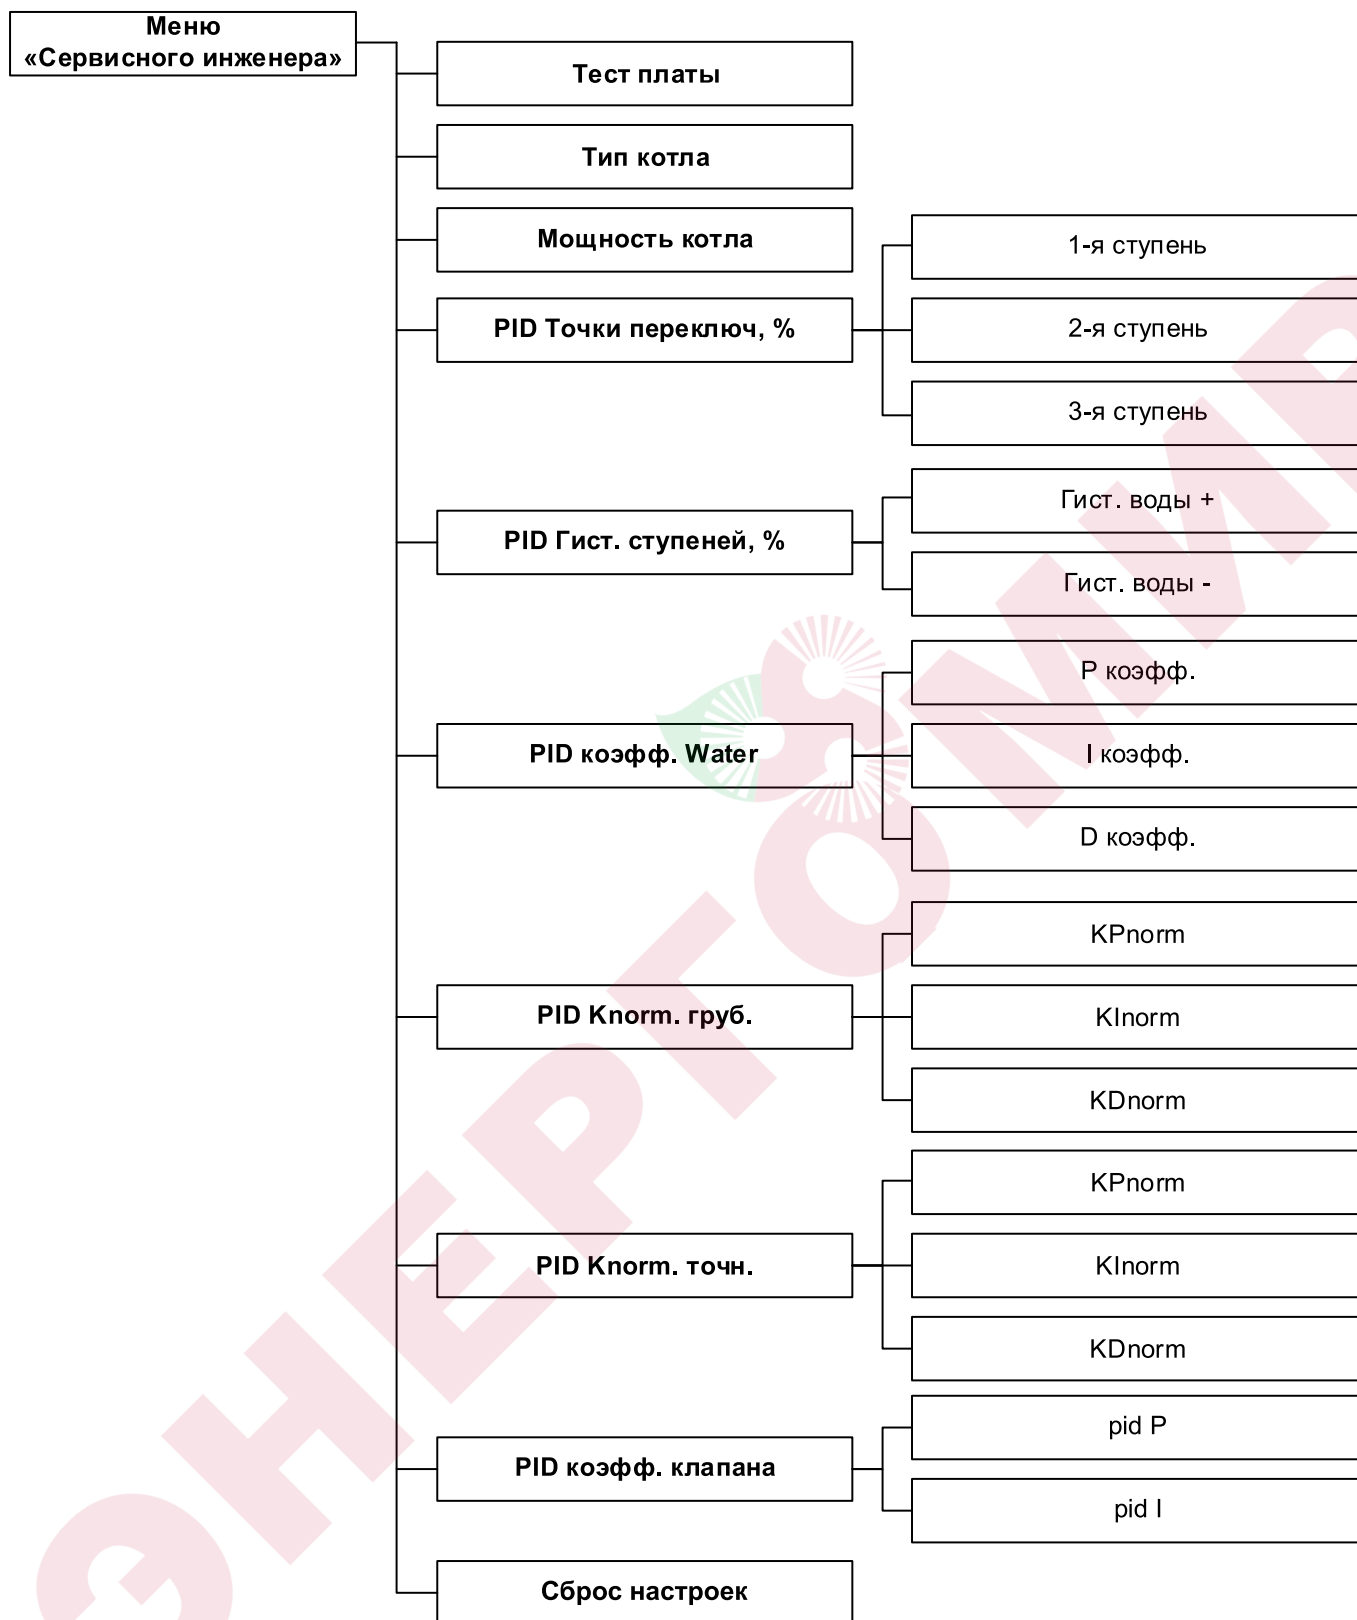 Меню
«Сервисного инженера»
Тест платы
Тип котла
Мощность котла
PID Точки переключ, %
1-я ступень
2-я ступень
3-я ступень
PID Гист. ступеней, %
Гист. воды +
Гист. воды -
PID коэфф. Water
P коэфф.
I коэфф.
D коэфф.
PID Knorm. груб.
KPnorm
KInorm
KDnorm
PID Knorm. точн.
KPnorm
KInorm
KDnorm
PID коэфф. клапана
pid P
pid I
Сброс настроек
ЭНЕРГОМИР